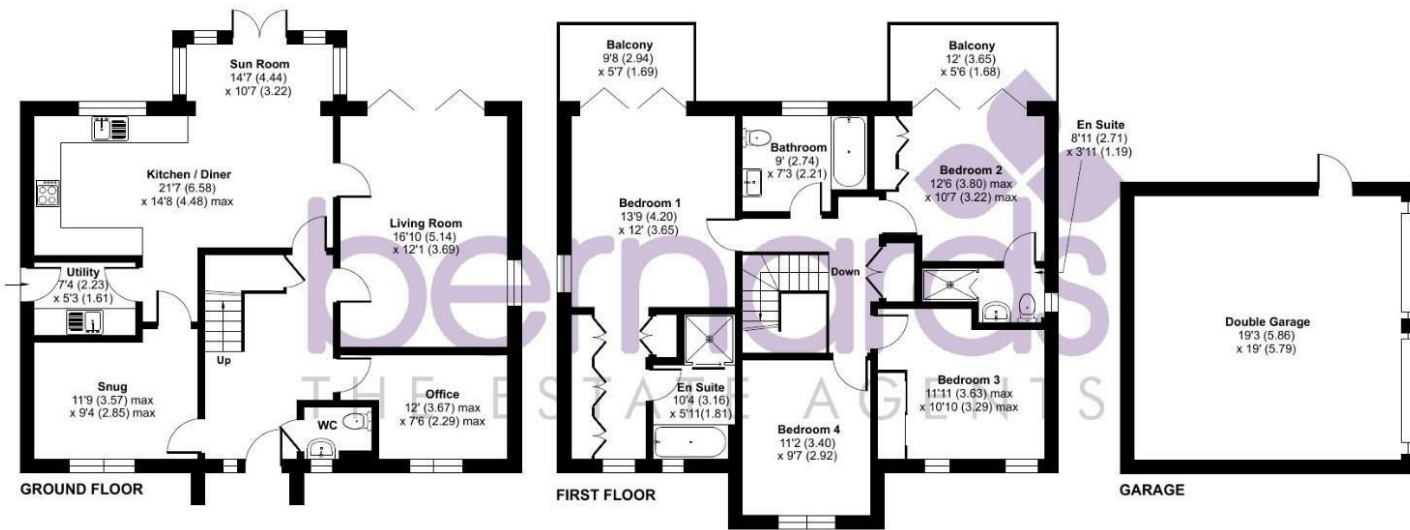 Sun Room
14'7 (4.44)
x 10'7 (3.22)
Kitchen / Diner
21'7 (6.58)
x 14'8 (4.48) max
Living Room
16'10 (5.14)
x 12'1 (3.69)
Utility
7'4 (2.23)
x 5'3 (1.61)
Up
Snug
11'9 (3.57) max
x 9'4 (2.85) max
WC
Office
12' (3.67) max
x 7'6 (2.29) max
GROUND FLOOR
Balcony
9'8 (2.94)
x 5'7 (1.69)
Balcony
12' (3.65)
x 5'6 (1.68)
En Suite
8'11 (2.71)
x 3'11 (1.19)
Bathroom
9' (2.74)
x 7'3 (2.21)
Bedroom 2
12'6 (3.80) max
x 10'7 (3.22) max
Bedroom 1
13'9 (4.20)
x 12' (3.65)
Down
En Suite
10'4 (3.16)
x 5'11(1.81)
Bedroom 3
11'11 (3.63) max
x 10'10 (3.29) max
Bedroom 4
11'2 (3.40)
x 9'7 (2.92)
FIRST FLOOR
Double Garage
19'3 (5.86)
x 19' (5.79)
GARAGE
bernards
THE ESTATE AGENTS